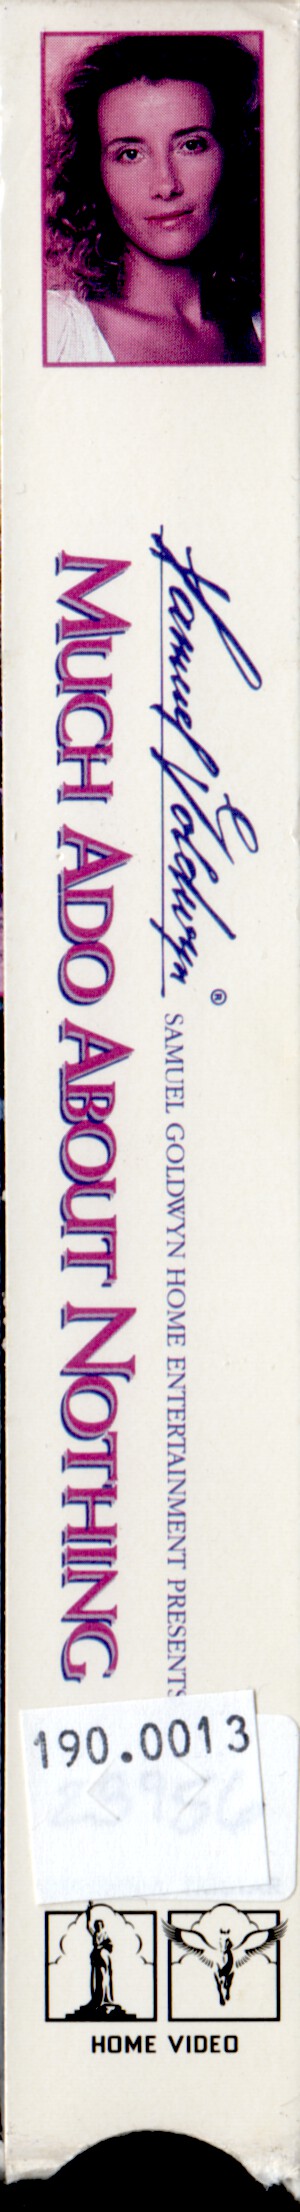 Samuel Goldwyn ®
SAMUEL GOLDWYN HOME ENTERTAINMENT PRESENTS
MUCH ADO ABOUT NOTHING
190.0013
HOME VIDEO